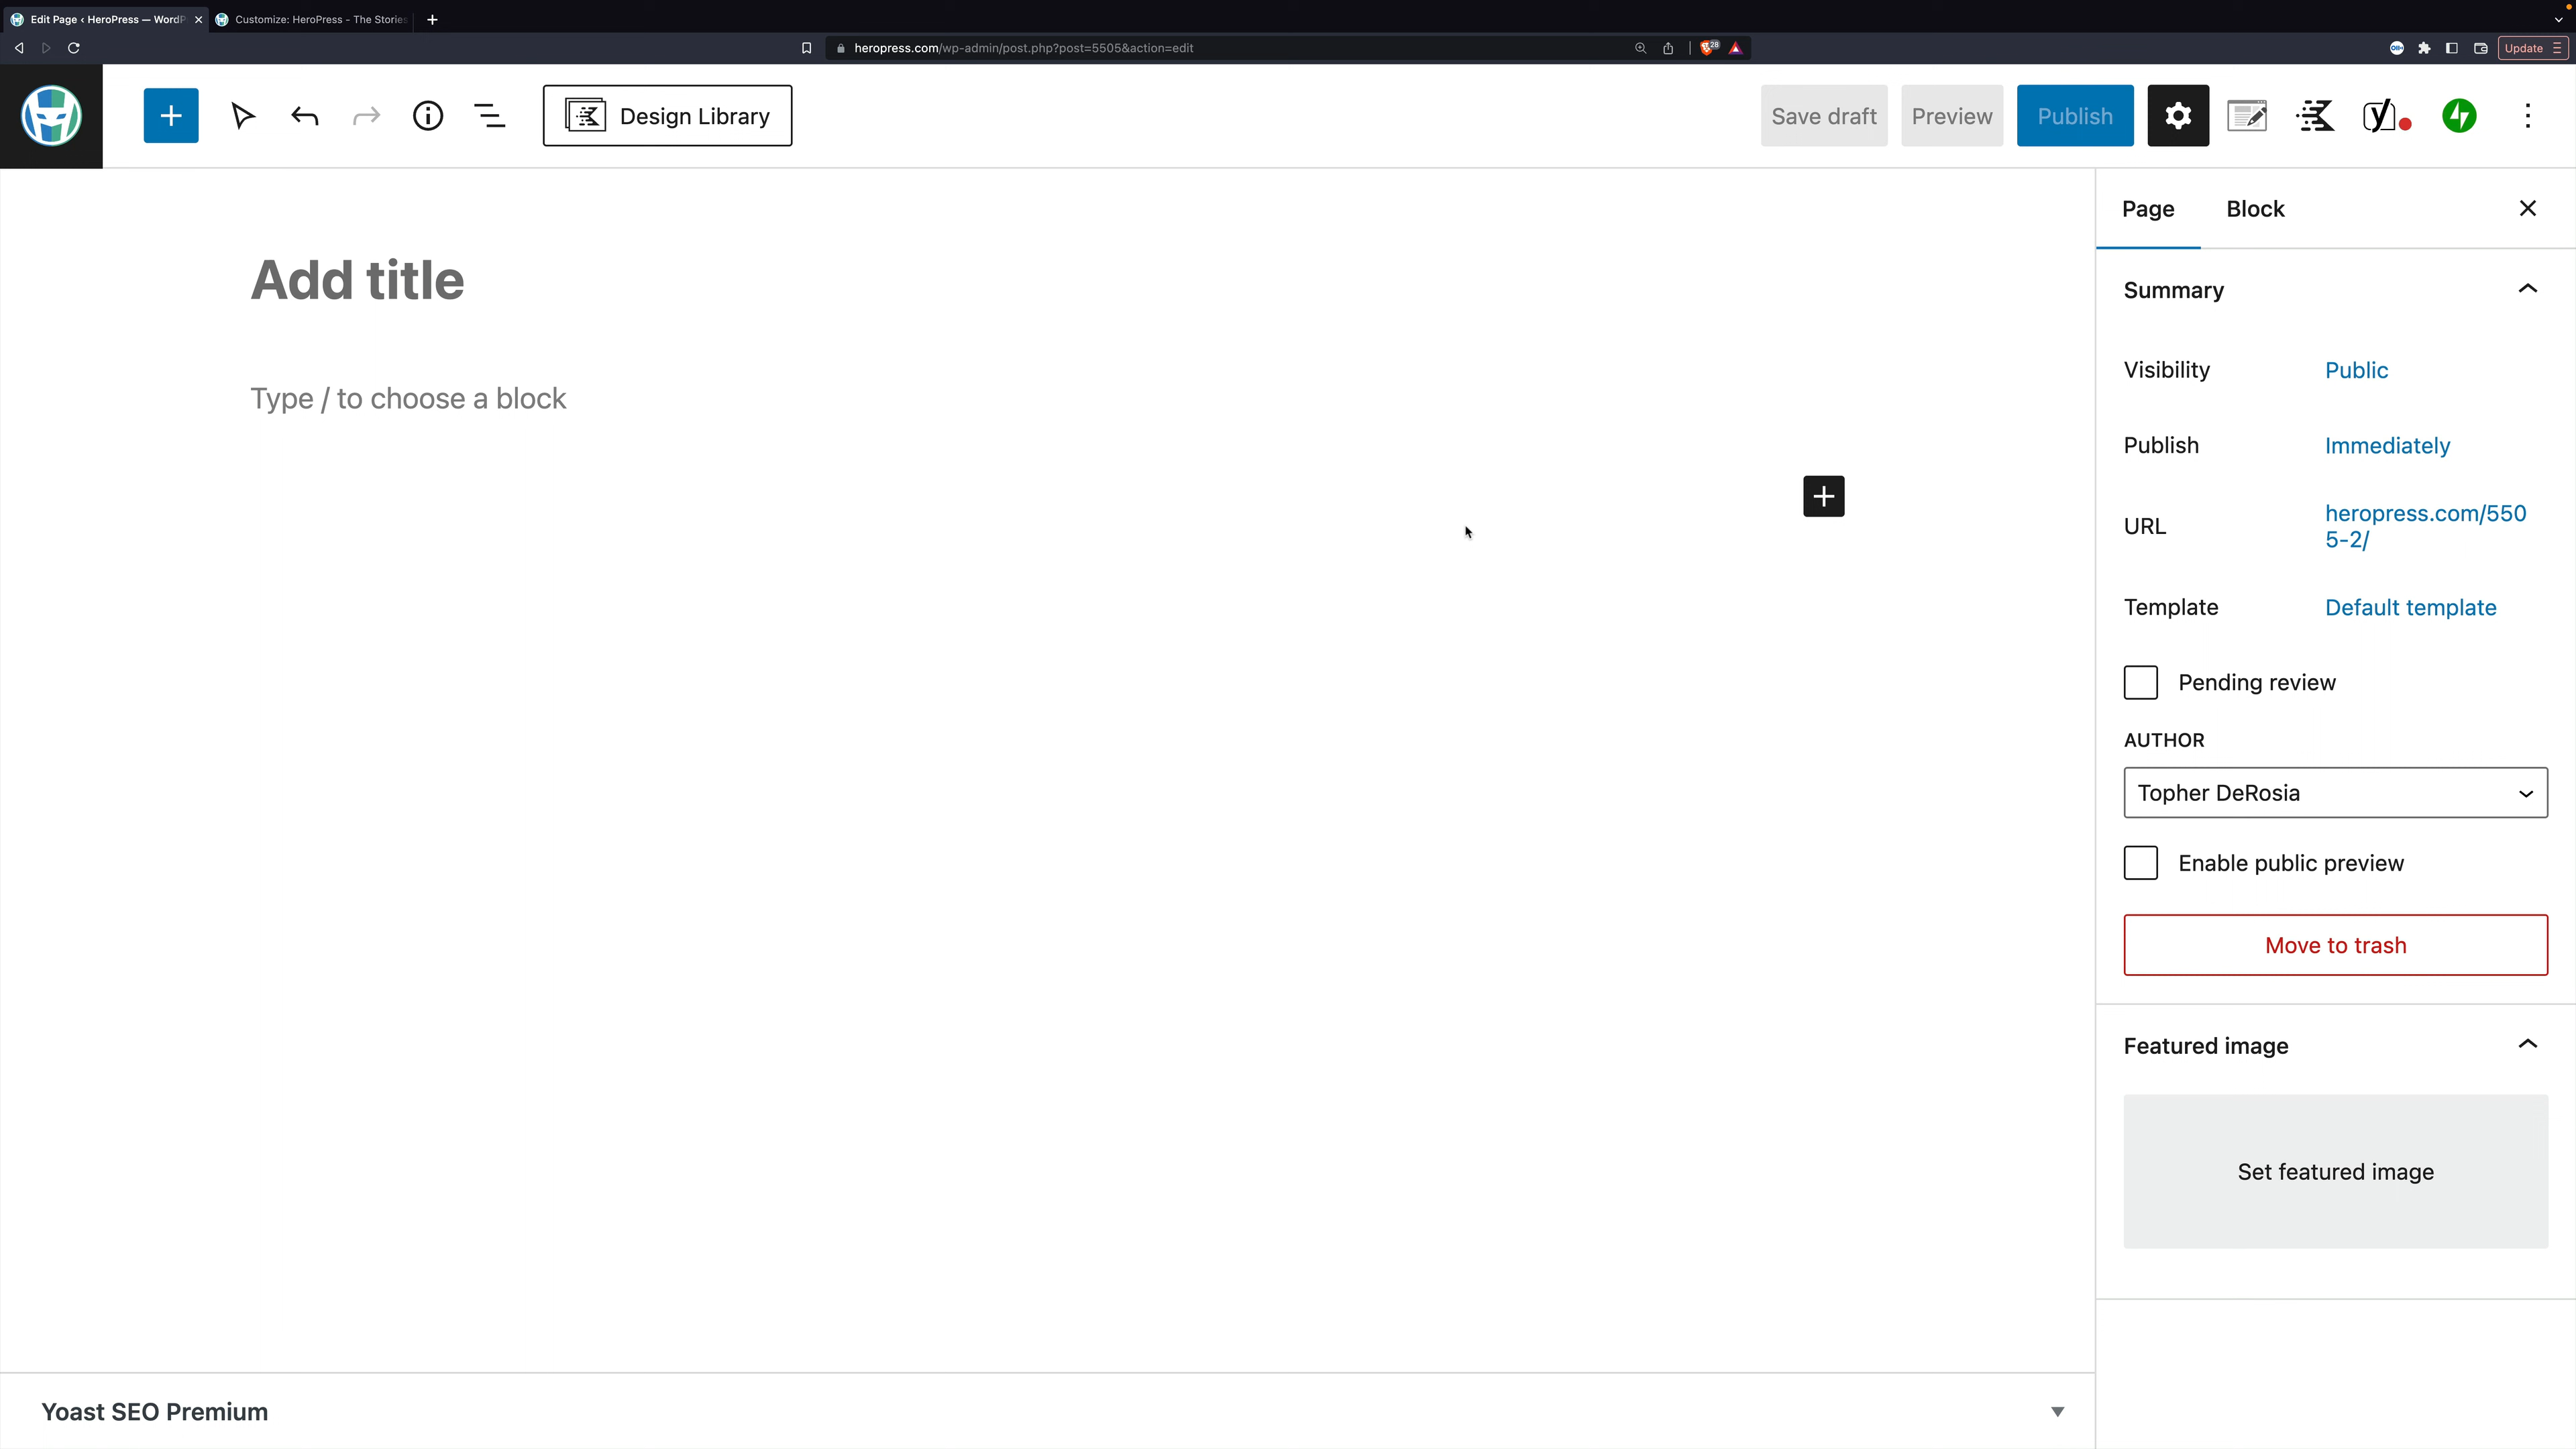 Edit Page ‹ HeroPress — WordP
Customize: HeroPress - The Stories
heropress.com/wp-admin/post.php?post=5505&action=edit
28
Update
Design Library
Save draft
Preview
Publish
Page
Block
Add title
Type / to choose a block
Summary
Visibility
Public
Publish
Immediately
URL
heropress.com/550
5-2/
Template
Default template
Pending review
AUTHOR
Topher DeRosia
Enable public preview
Move to trash
Featured image
Set featured image
Yoast SEO Premium